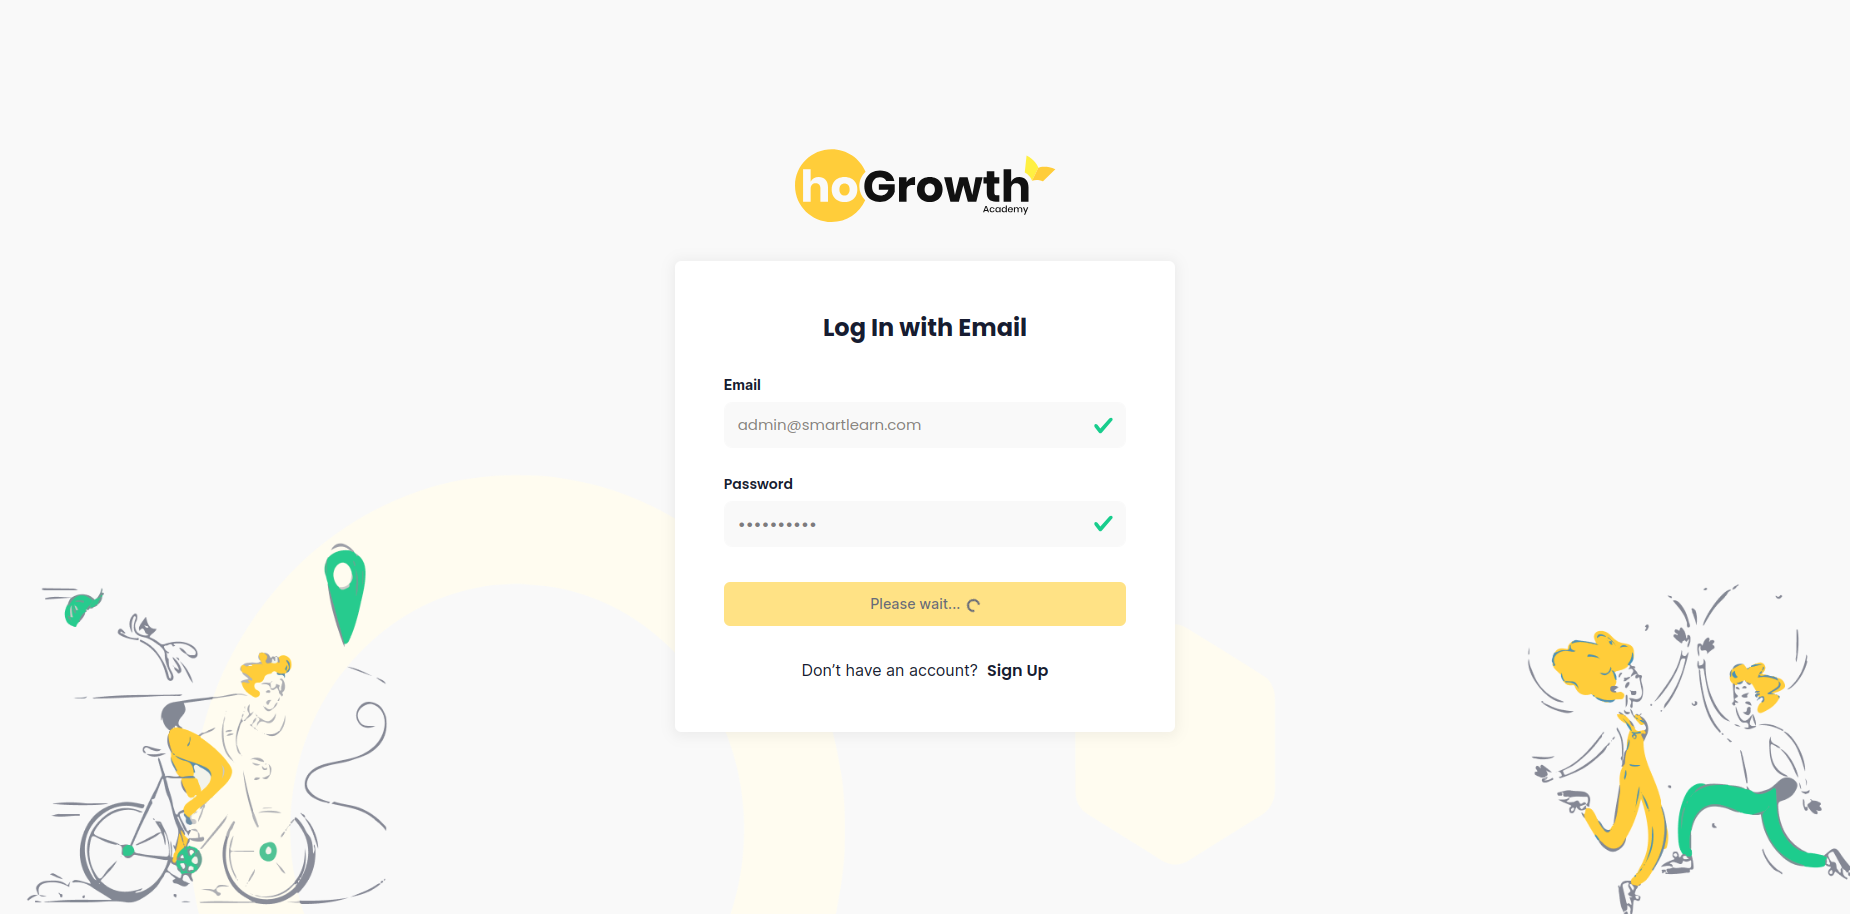 hoGrowth
Academy
Log In with Email
Email
admin@smartlearn.com
Password
••••••••••
Please wait...
Don’t have an account? Sign Up